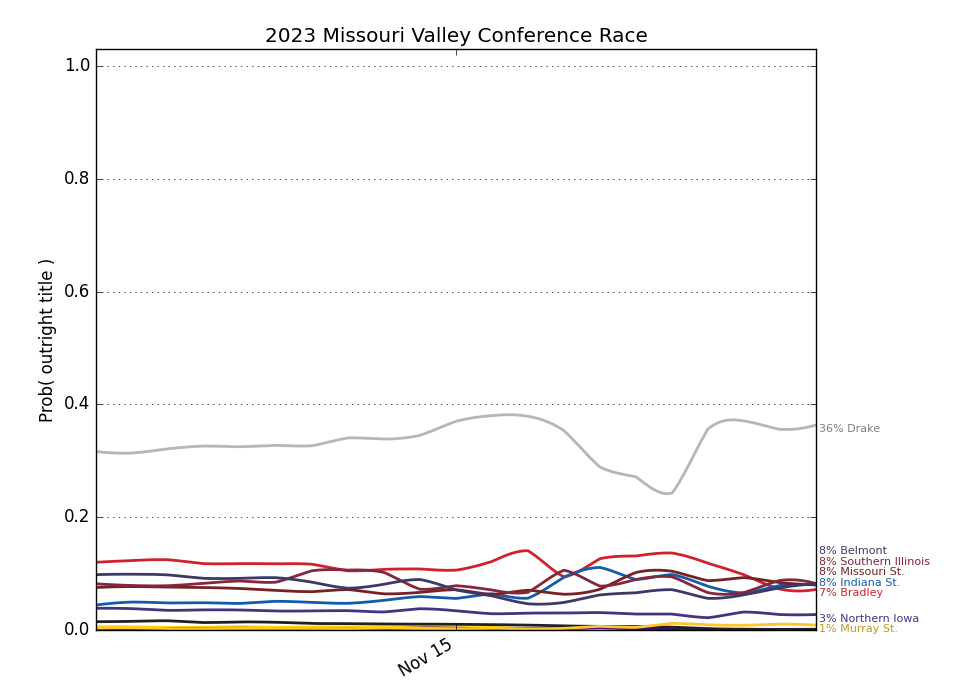 2023 Missouri Valley Conference Race
1.0
0.8
0.6
0.4
0.2
0.0
Prob( outright title )
Nov 15
36% Drake
8% Belmont
8% Southern Illinois
8% Missouri St.
8% Indiana St.
7% Bradley
3% Northern Iowa
1% Murray St.